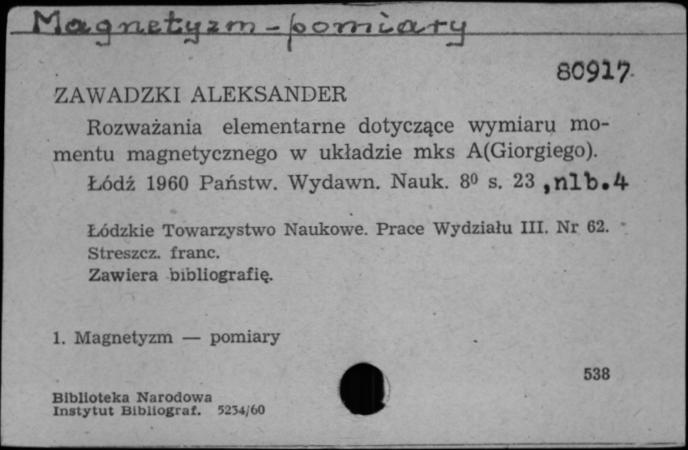 Magnetyzm - pomiary
80917
ZAWADZKI ALEKSANDER
Rozważania elementarne dotyczące wymiaru mo-
mentu magnetycznego w układzie mks A(Giorgiego).
Łódź 1960 Państw. Wydawn. Nauk. 8⁰ s. 23 , nlb. 4
Łódzkie Towarzystwo Naukowe. Prace Wydziału III. Nr 62.
Streszcz. franc.
Zawiera bibliografię.
1. Magnetyzm — pomiary
538
Biblioteka Narodowa
Instytut Bibliograf. 5234/60